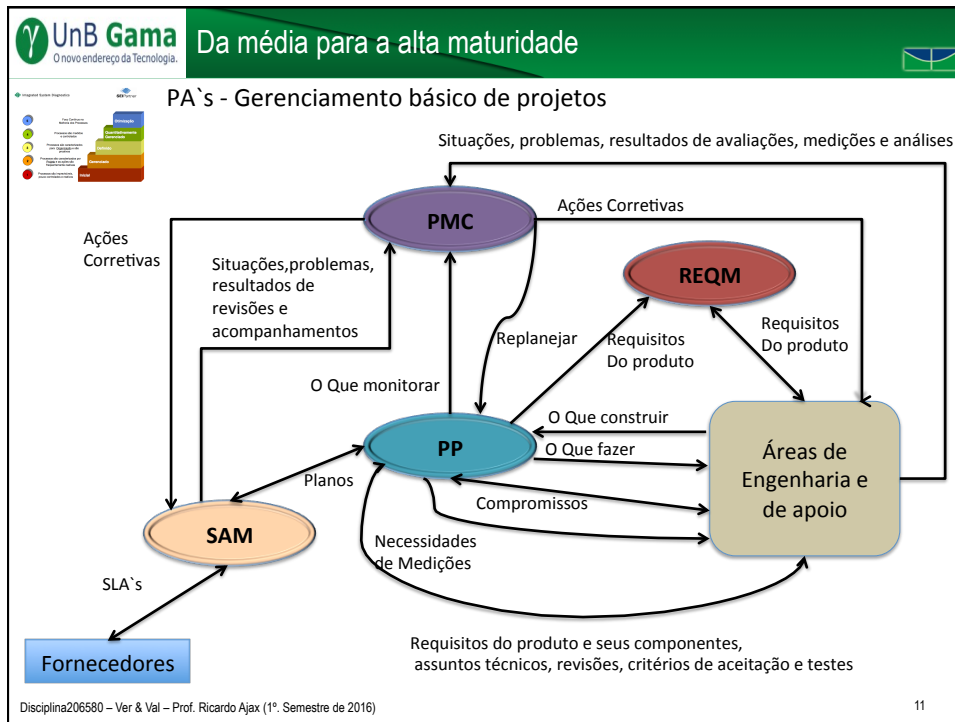 UnB Gama
O novo endereço da Tecnologia.
Da média para a alta maturidade
PA`s - Gerenciamento básico de projetos
Situações, problemas, resultados de avaliações, medições e análises
PMC
Ações Corretivas
Ações
Corretivas
Situações,problemas,
resultados de
revisões e
acompanhamentos
REQM
Replanejar
Requisitos
Do produto
Requisitos
Do produto
O Que monitorar
O Que construir
PP
O Que fazer
Áreas de
Engenharia e
de apoio
Planos
Compromissos
SAM
Necessidades
de Medições
SLA`s
Fornecedores
Requisitos do produto e seus componentes,
assuntos técnicos, revisões, critérios de aceitação e testes
Disciplina206580 – Ver & Val – Prof. Ricardo Ajax (1º. Semestre de 2016)
11